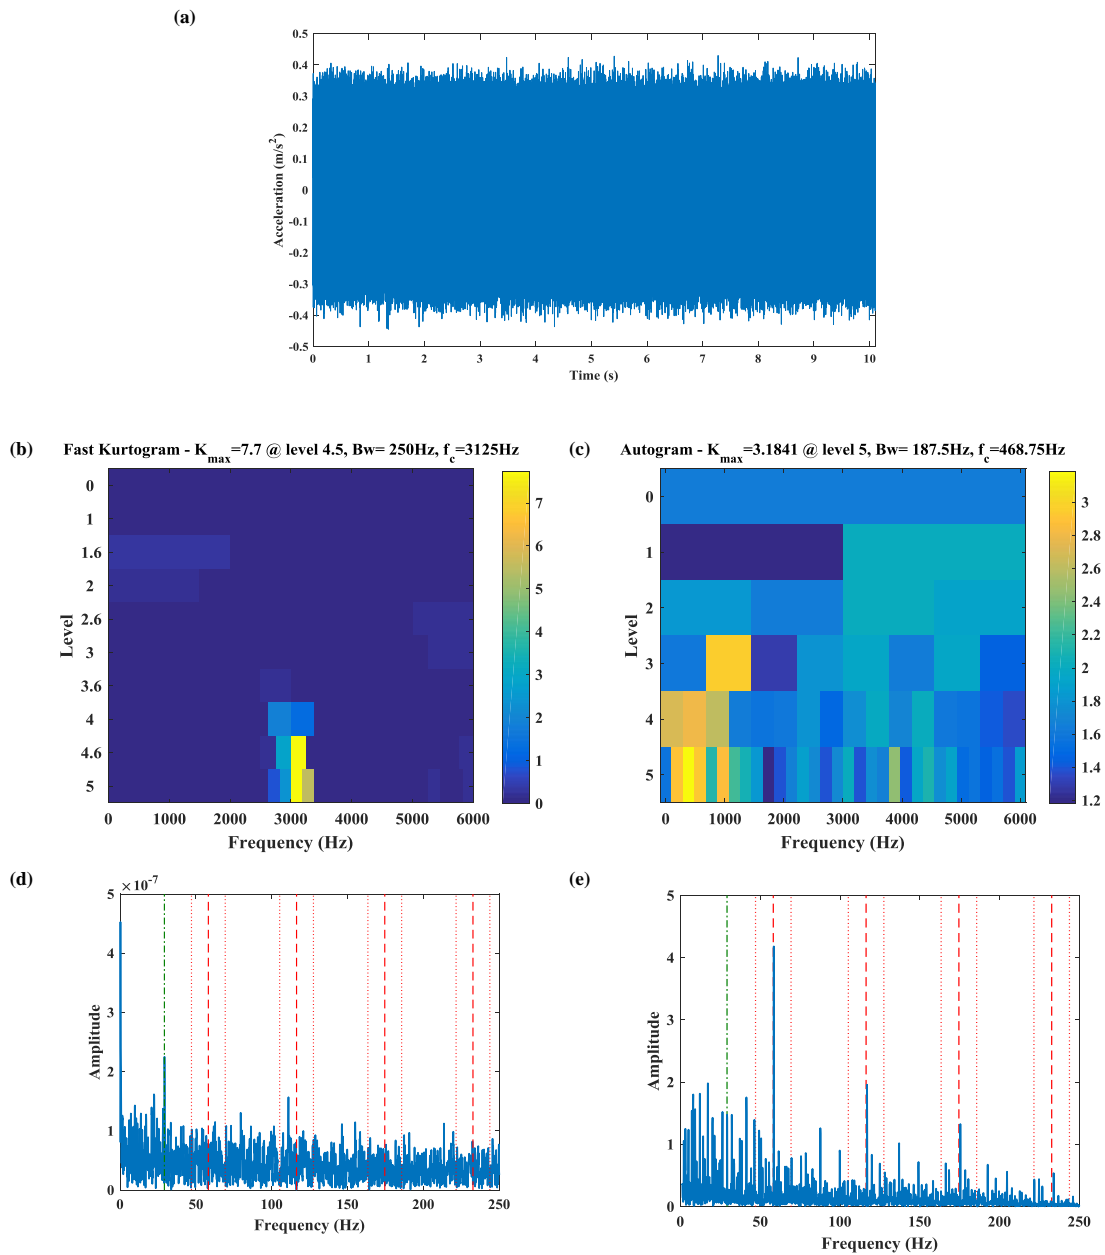 (a)
0.5
0.4
0.3
0.2
0.1
0
-0.1
-0.2
-0.3
-0.4
-0.5
Acceleration (m/s²)
0 1 2 3 4 5 6 7 8 9 10
Time (s)
(b)
Fast Kurtogram - K_max=7.7 @ level 4.5, Bw= 250Hz, f_c=3125Hz
0
1
1.6
2
2.6
3
3.6
4
4.6
5
Level
0 1000 2000 3000 4000 5000 6000
Frequency (Hz)
7
6
5
4
3
2
1
0
(c)
Autogram - K_max=3.1841 @ level 5, Bw= 187.5Hz, f_c=468.75Hz
0
1
2
3
4
5
Level
0 1000 2000 3000 4000 5000 6000
Frequency (Hz)
3
2.8
2.6
2.4
2.2
2
1.8
1.6
1.4
1.2
(d)
×10⁻⁷
5
4
3
2
1
0
Amplitude
0 50 100 150 200 250
Frequency (Hz)
(e)
5
4
3
2
1
0
Amplitude
0 50 100 150 200 250
Frequency (Hz)